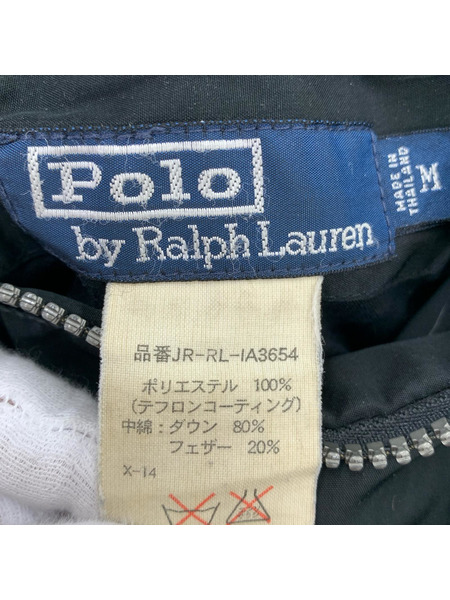 Polo
by Ralph Lauren
MADE IN
THAILAND
M
品番JR-RL-IA3654
ポリエステル 100%
(テフロンコーティング)
中綿:ダウン 80%
フェザー 20%
X-14